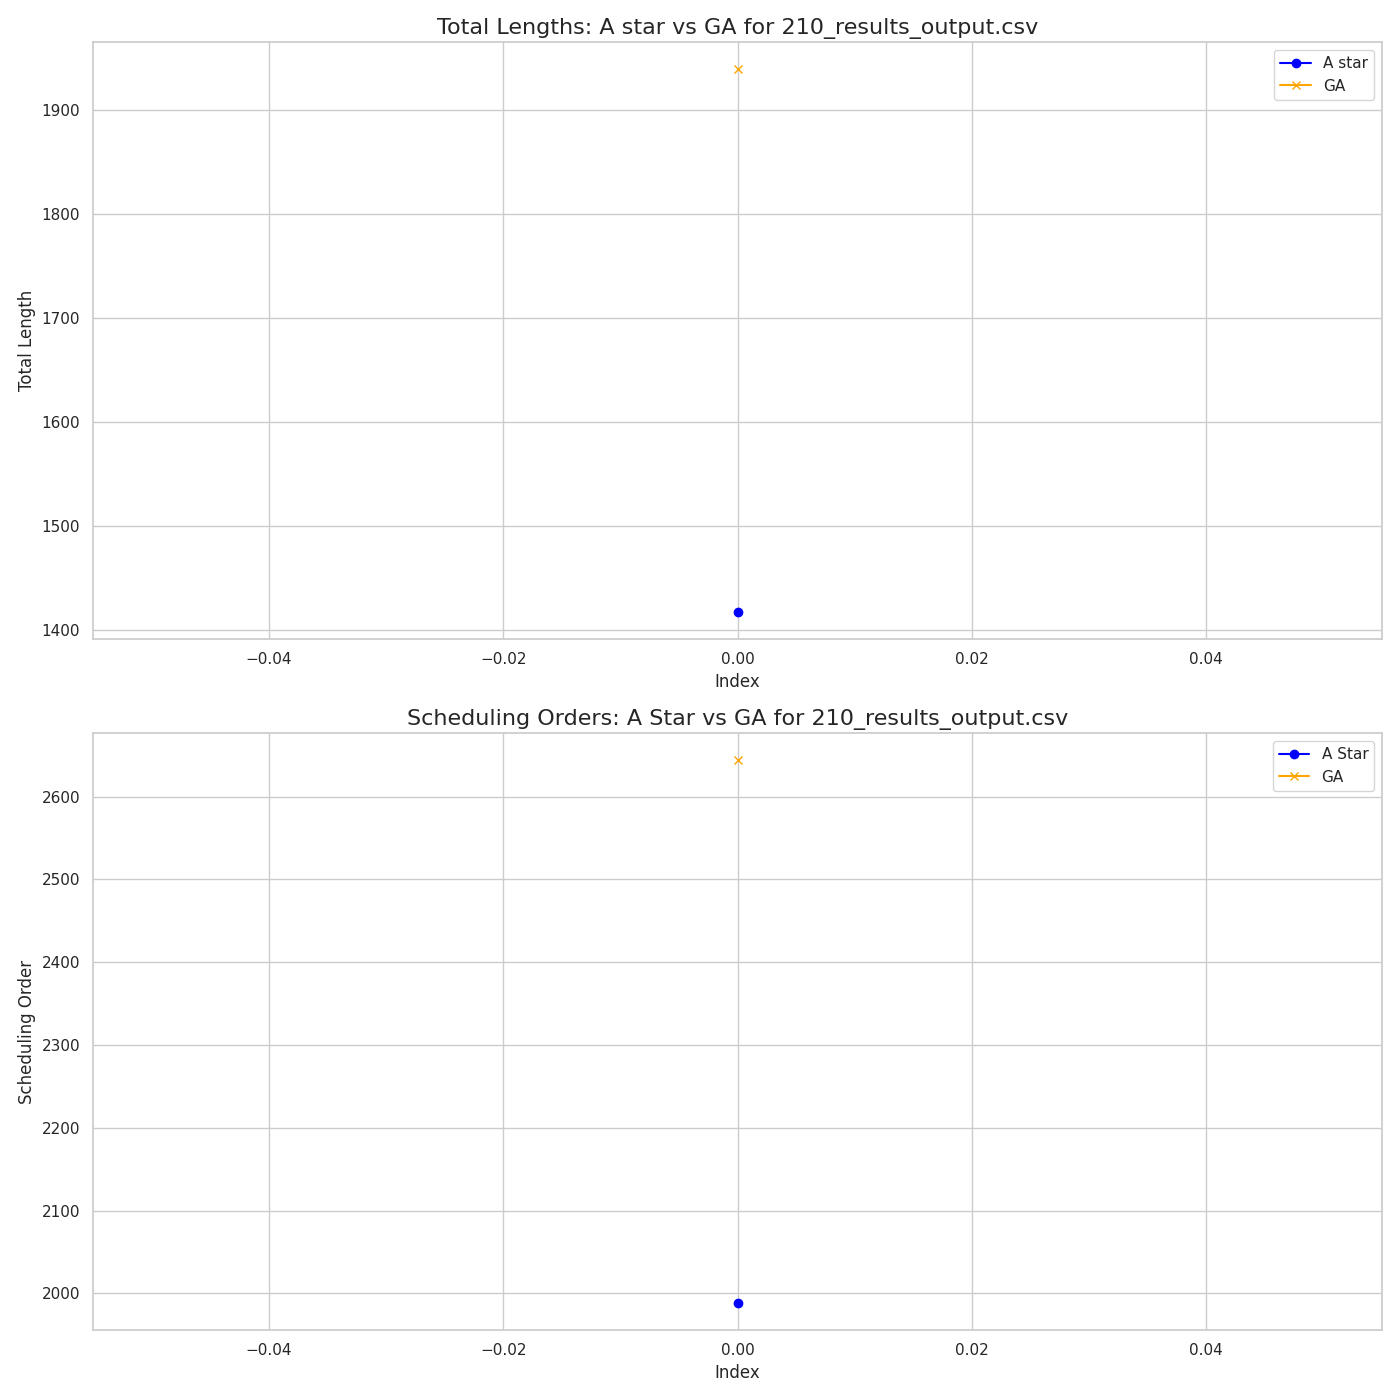 Total Lengths: A star vs GA for 210_results_output.csv
A star
GA
1900
1800
1700
1600
1500
1400
Total Length
−0.04
−0.02
0.00
0.02
0.04
Index
Scheduling Orders: A Star vs GA for 210_results_output.csv
A Star
GA
2600
2500
2400
2300
2200
2100
2000
Scheduling Order
−0.04
−0.02
0.00
0.02
0.04
Index